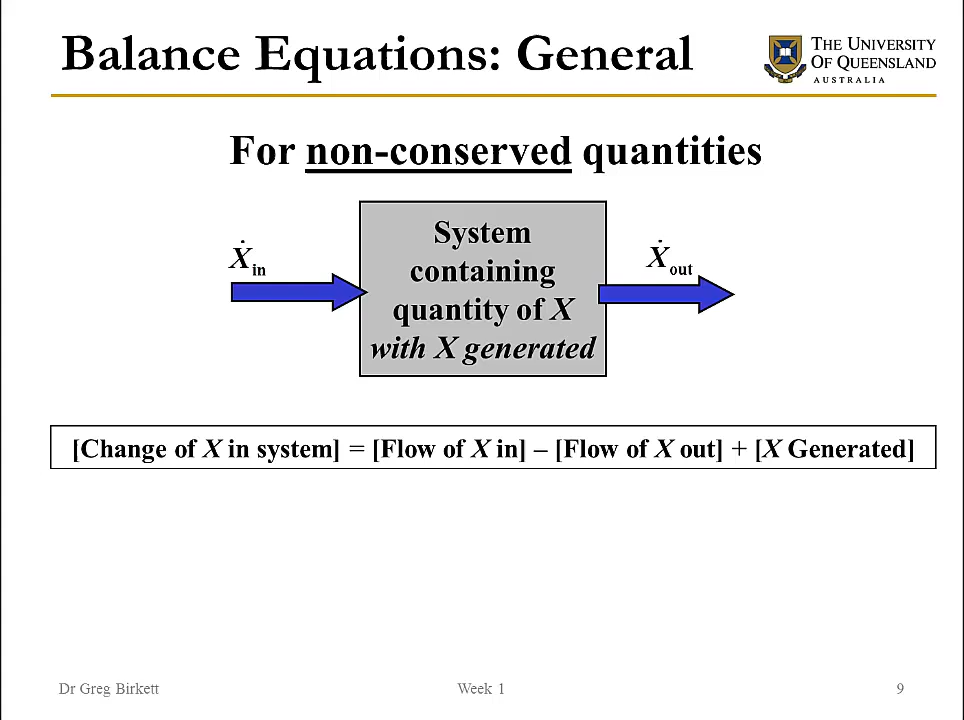 Balance Equations: General
THE UNIVERSITY
OF QUEENSLAND
AUSTRALIA
For non-conserved quantities
Ẋin
System
containing
quantity of X
with X generated
Ẋout
[Change of X in system] = [Flow of X in] – [Flow of X out] + [X Generated]
Dr Greg Birkett
Week 1
9